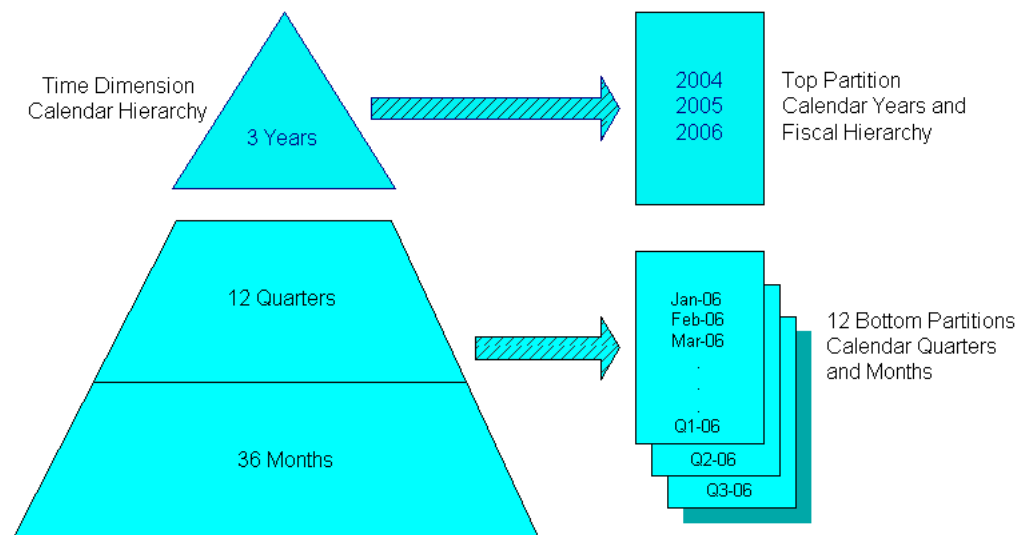 Time Dimension
Calendar Hierarchy
3 Years
2004
2005
2006
Top Partition
Calendar Years and
Fiscal Hierarchy
12 Quarters
36 Months
Jan-06
Feb-06
Mar-06
.
.
.
Q1-06
Q2-06
Q3-06
12 Bottom Partitions
Calendar Quarters
and Months